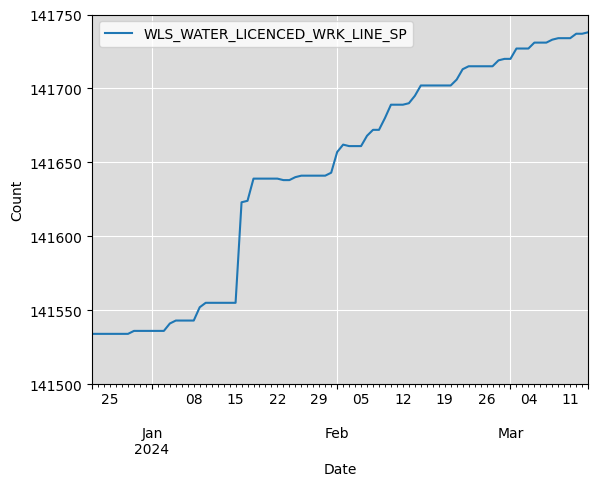 WLS_WATER_LICENCED_WRK_LINE_SP
141750
141700
141650
141600
141550
141500
Count
25 08 15 22 29 05 12 19 26 04 11
Jan Feb Mar
2024
Date